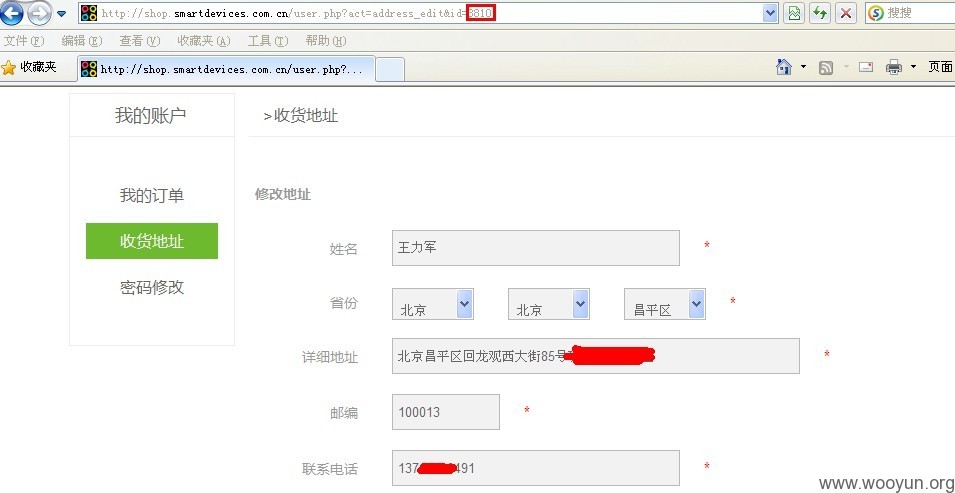 http://shop.smartdevices.com.cn/user.php?act=address_edit&id=3810
搜搜
文件(F) 编辑(E) 查看(V) 收藏夹(A) 工具(T) 帮助(H)
收藏夹 http://shop.smartdevices.com.cn/user.php?... 页面
我的账户
>收货地址
我的订单
修改地址
收货地址
姓名 王力军 *
密码修改
省份 北京 北京 昌平区 *
详细地址 北京昌平区回龙观西大街85号 *
邮编 100013 *
联系电话 137 491 *
www.wooyun.org